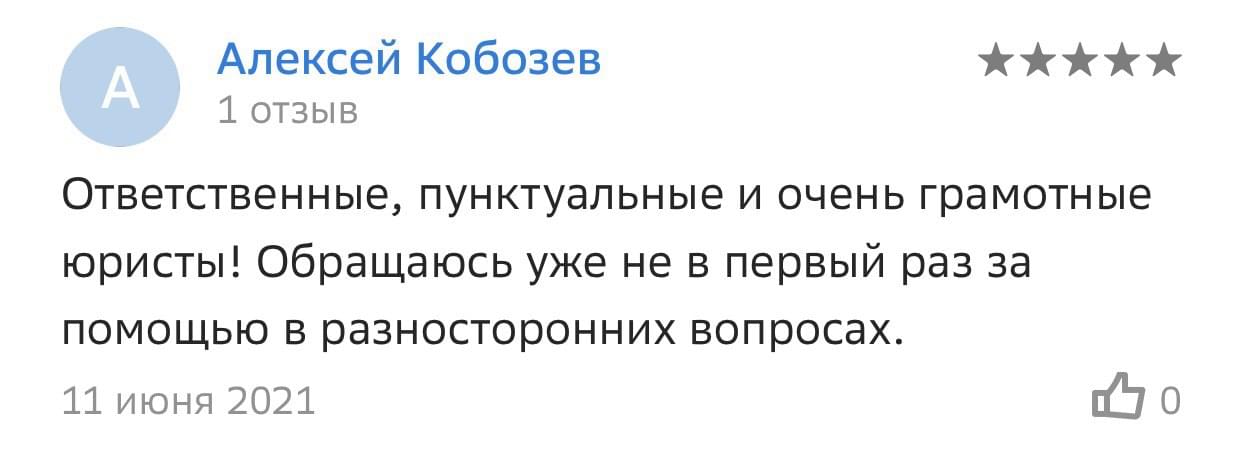 А
Алексей Кобозев
1 отзыв
Ответственные, пунктуальные и очень грамотные
юристы! Обращаюсь уже не в первый раз за
помощью в разносторонних вопросах.
11 июня 2021
0